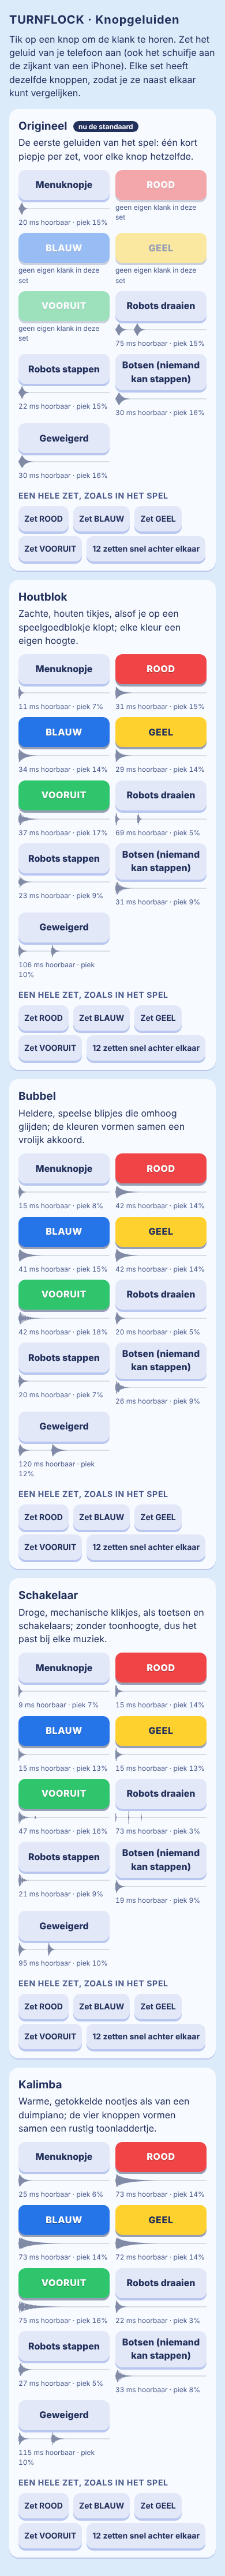 TURNFLOCK · Knopgeluiden
Tik op een knop om de klank te horen. Zet het
geluid van je telefoon aan (ook het schuifje aan
de zijkant van een iPhone). Elke set heeft
dezelfde knoppen, zodat je ze naast elkaar
kunt vergelijken.
Origineel nu de standaard
De eerste geluiden van het spel: één kort
piepje per zet, voor elke knop hetzelfde.
Menuknopje
ROOD
20 ms hoorbaar · piek 15%
geen eigen klank in deze
set
BLAUW
GEEL
geen eigen klank in deze
set
geen eigen klank in deze
set
VOORUIT
Robots draaien
geen eigen klank in deze
set
75 ms hoorbaar · piek 15%
Robots stappen
Botsen (niemand
kan stappen)
22 ms hoorbaar · piek 15%
30 ms hoorbaar · piek 16%
Geweigerd
30 ms hoorbaar · piek 16%
EEN HELE ZET, ZOALS IN HET SPEL
Zet ROOD
Zet BLAUW
Zet GEEL
Zet VOORUIT
12 zetten snel achter elkaar
Houtblok
Zachte, houten tikjes, alsof je op een
speelgoedblokje klopt; elke kleur een
eigen hoogte.
Menuknopje
ROOD
11 ms hoorbaar · piek 7%
31 ms hoorbaar · piek 15%
BLAUW
GEEL
34 ms hoorbaar · piek 14%
29 ms hoorbaar · piek 14%
VOORUIT
Robots draaien
37 ms hoorbaar · piek 17%
69 ms hoorbaar · piek 5%
Robots stappen
Botsen (niemand
kan stappen)
23 ms hoorbaar · piek 9%
31 ms hoorbaar · piek 9%
Geweigerd
106 ms hoorbaar · piek
10%
EEN HELE ZET, ZOALS IN HET SPEL
Zet ROOD
Zet BLAUW
Zet GEEL
Zet VOORUIT
12 zetten snel achter elkaar
Bubbel
Heldere, speelse blipjes die omhoog
glijden; de kleuren vormen samen een
vrolijk akkoord.
Menuknopje
ROOD
15 ms hoorbaar · piek 8%
42 ms hoorbaar · piek 14%
BLAUW
GEEL
41 ms hoorbaar · piek 15%
42 ms hoorbaar · piek 14%
VOORUIT
Robots draaien
42 ms hoorbaar · piek 18%
20 ms hoorbaar · piek 5%
Robots stappen
Botsen (niemand
kan stappen)
20 ms hoorbaar · piek 7%
26 ms hoorbaar · piek 9%
Geweigerd
120 ms hoorbaar · piek
12%
EEN HELE ZET, ZOALS IN HET SPEL
Zet ROOD
Zet BLAUW
Zet GEEL
Zet VOORUIT
12 zetten snel achter elkaar
Schakelaar
Droge, mechanische klikjes, als toetsen en
schakelaars; zonder toonhoogte, dus het
past bij elke muziek.
Menuknopje
ROOD
9 ms hoorbaar · piek 7%
15 ms hoorbaar · piek 14%
BLAUW
GEEL
15 ms hoorbaar · piek 13%
15 ms hoorbaar · piek 13%
VOORUIT
Robots draaien
47 ms hoorbaar · piek 16%
73 ms hoorbaar · piek 3%
Robots stappen
Botsen (niemand
kan stappen)
21 ms hoorbaar · piek 9%
19 ms hoorbaar · piek 9%
Geweigerd
95 ms hoorbaar · piek 10%
EEN HELE ZET, ZOALS IN HET SPEL
Zet ROOD
Zet BLAUW
Zet GEEL
Zet VOORUIT
12 zetten snel achter elkaar
Kalimba
Warme, getokkelde nootjes als van een
duimpiano; de vier knoppen vormen
samen een rustig toonladdertje.
Menuknopje
ROOD
25 ms hoorbaar · piek 6%
73 ms hoorbaar · piek 14%
BLAUW
GEEL
73 ms hoorbaar · piek 14%
72 ms hoorbaar · piek 14%
VOORUIT
Robots draaien
75 ms hoorbaar · piek 16%
22 ms hoorbaar · piek 3%
Robots stappen
Botsen (niemand
kan stappen)
27 ms hoorbaar · piek 5%
33 ms hoorbaar · piek 8%
Geweigerd
115 ms hoorbaar · piek
10%
EEN HELE ZET, ZOALS IN HET SPEL
Zet ROOD
Zet BLAUW
Zet GEEL
Zet VOORUIT
12 zetten snel achter elkaar